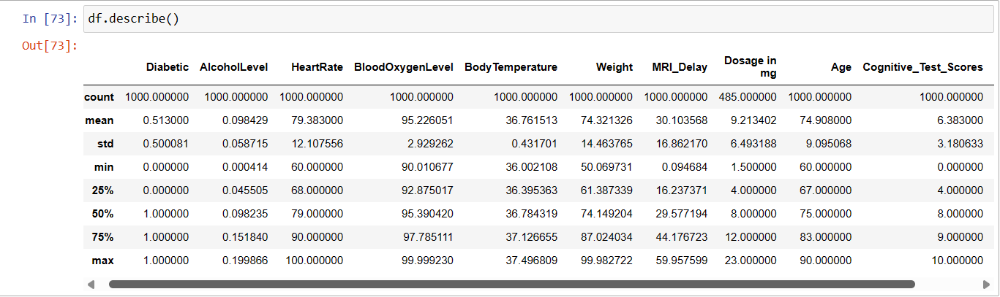 In [73]: df.describe()
Out[73]:
Diabetic AlcoholLevel HeartRate BloodOxygenLevel BodyTemperature Weight MRI_Delay Dosage in mg Age Cognitive_Test_Scores
count 1000.000000 1000.000000 1000.000000 1000.000000 1000.000000 1000.000000 1000.000000 485.000000 1000.000000 1000.000000
mean 0.513000 0.098429 79.383000 95.226051 36.761513 74.321326 30.103568 9.213402 74.908000 6.383000
std 0.500081 0.058715 12.107556 2.929262 0.431701 14.463765 16.862170 6.493188 9.095068 3.180633
min 0.000000 0.000414 60.000000 90.010677 36.002108 50.069731 0.094684 1.500000 60.000000 0.000000
25% 0.000000 0.045505 68.000000 92.875017 36.395363 61.387339 16.237371 4.000000 67.000000 4.000000
50% 1.000000 0.098235 79.000000 95.390420 36.784319 74.149204 29.577194 8.000000 75.000000 8.000000
75% 1.000000 0.151840 90.000000 97.785111 37.126655 87.024034 44.176723 12.000000 83.000000 9.000000
max 1.000000 0.199866 100.000000 99.999230 37.496809 99.982722 59.957599 23.000000 90.000000 10.000000